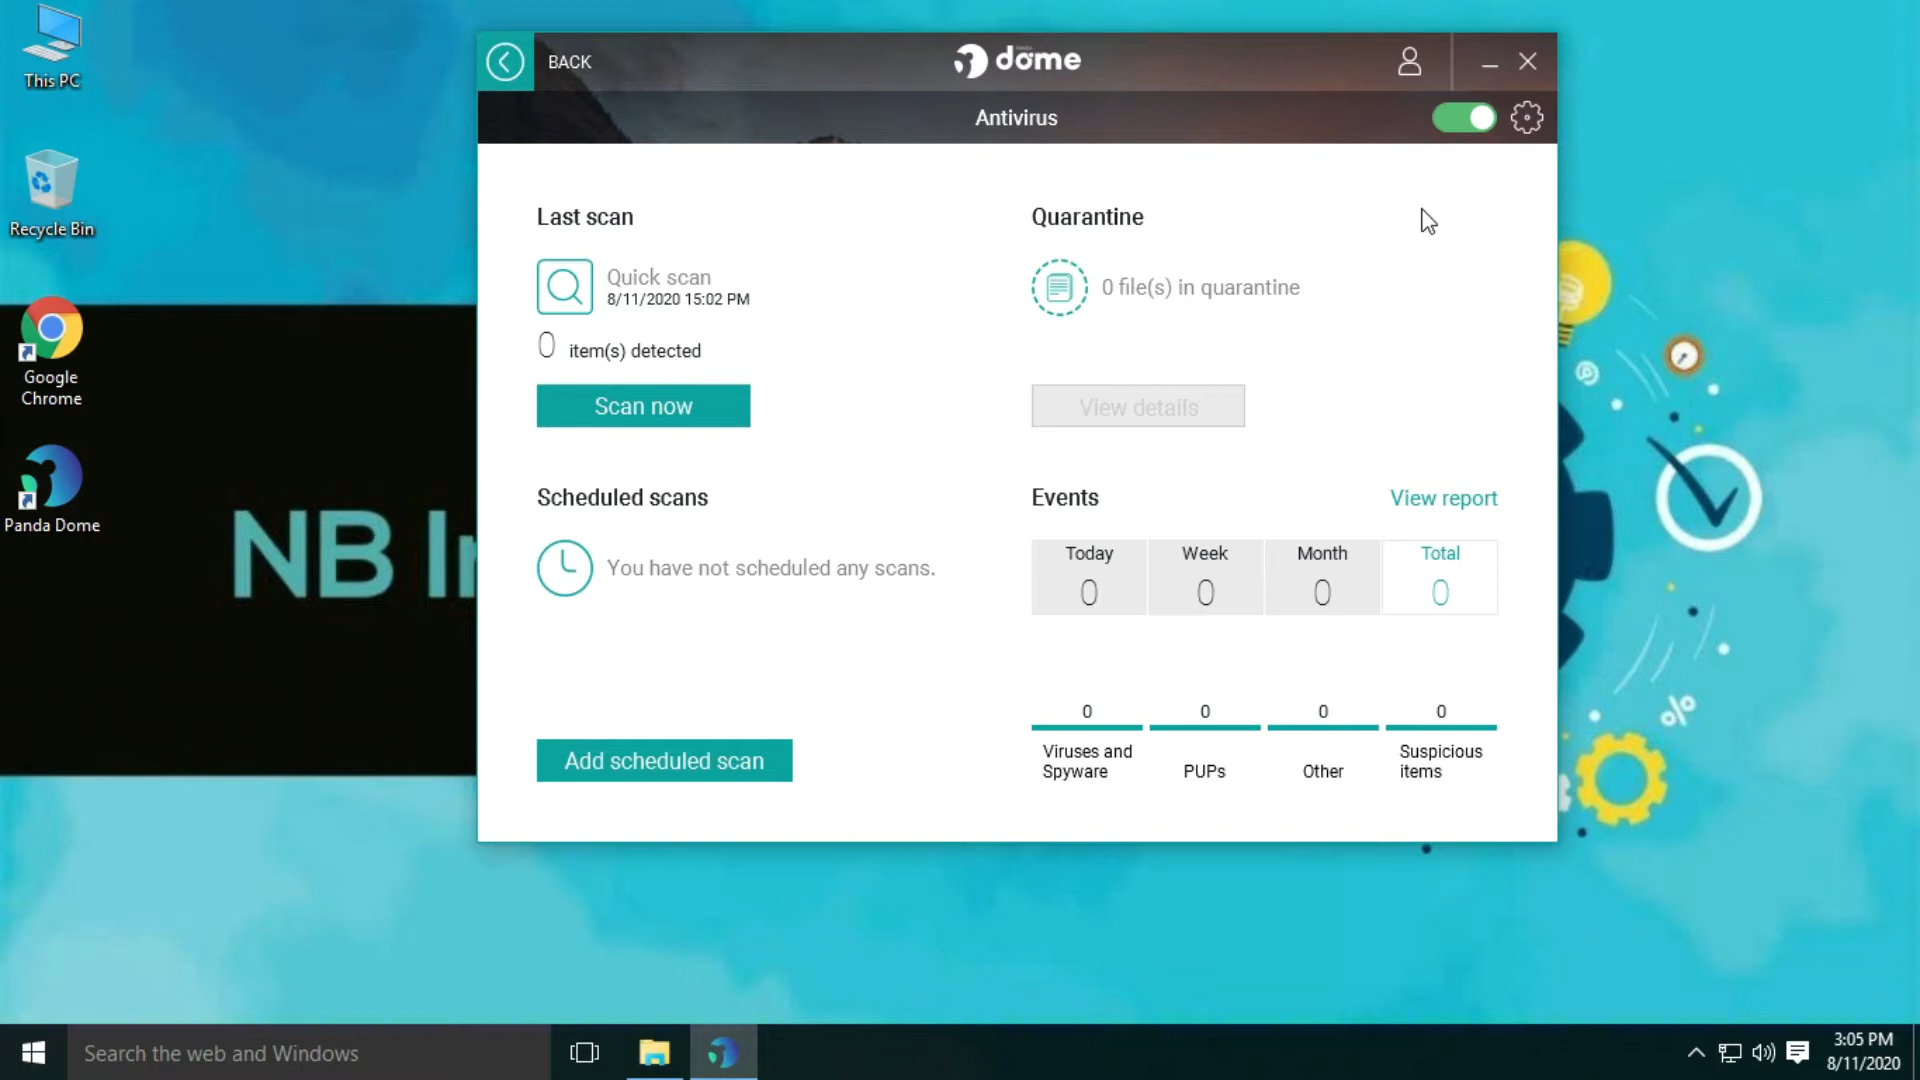 This PC
Recycle Bin
Google
Chrome
Panda Dome
NB
BACK
dome
Antivirus
Last scan
Quick scan
8/11/2020 15:02 PM
0 item(s) detected
Scan now
Quarantine
0 file(s) in quarantine
View details
Scheduled scans
You have not scheduled any scans.
Add scheduled scan
Events
View report
Today Week Month Total
0 0 0 0
0 0 0 0
Viruses and
Spyware
PUPs
Other
Suspicious
items
%
Search the web and Windows
3:05 PM
8/11/2020